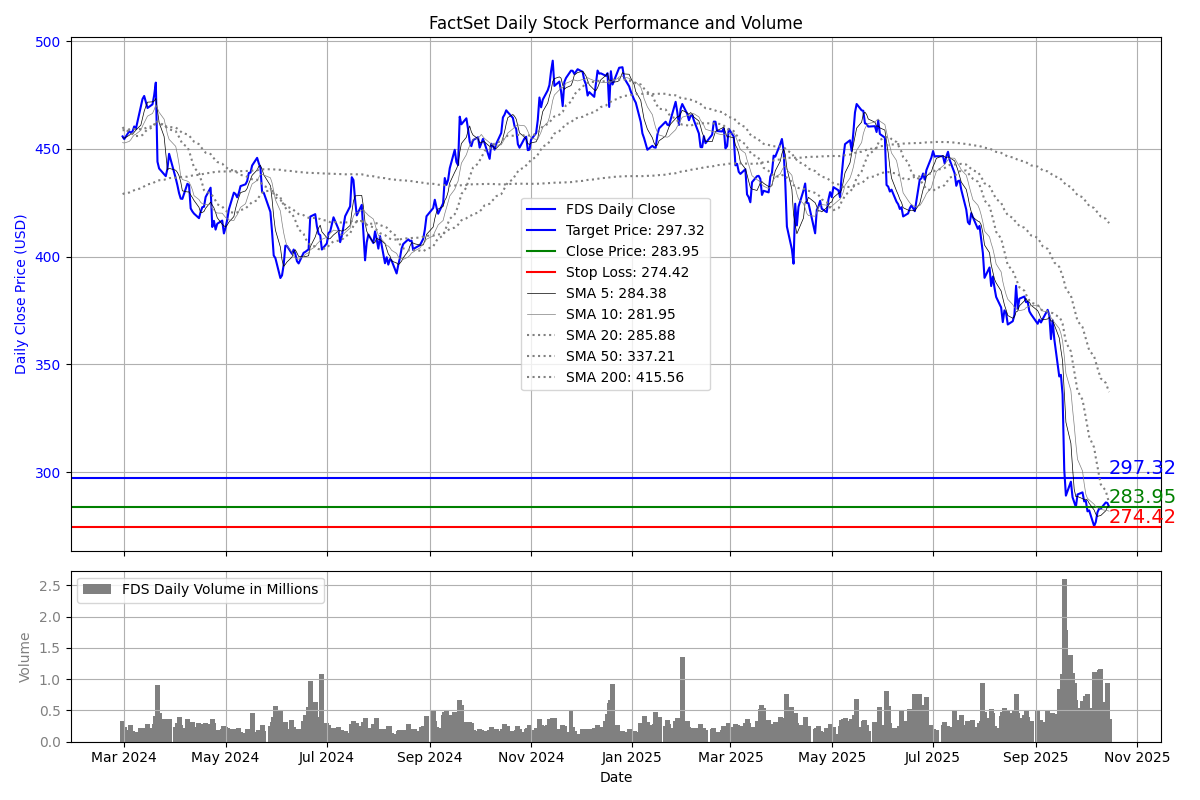 FactSet Daily Stock Performance and Volume
500
450
400
350
300
Daily Close Price (USD)
FDS Daily Close
Target Price: 297.32
Close Price: 283.95
Stop Loss: 274.42
SMA 5: 284.38
SMA 10: 281.95
SMA 20: 285.88
SMA 50: 337.21
SMA 200: 415.56
297.32
283.95
274.42
FDS Daily Volume in Millions
2.5
2.0
1.5
1.0
0.5
0.0
Volume
Mar 2024 May 2024 Jul 2024 Sep 2024 Nov 2024 Jan 2025 Mar 2025 May 2025 Jul 2025 Sep 2025 Nov 2025
Date